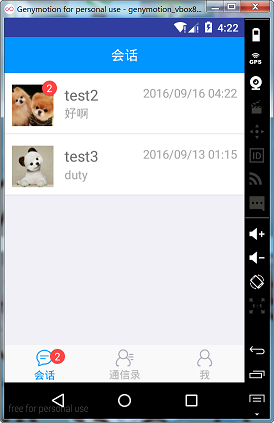 Genymotion for personal use - genymotion_vbox8...
4:22
会话
GPS
2
test2
2016/09/16 04:22
好啊
test3
2016/09/13 01:15
duty
ID
2
会话
通信录
我
free for personal use